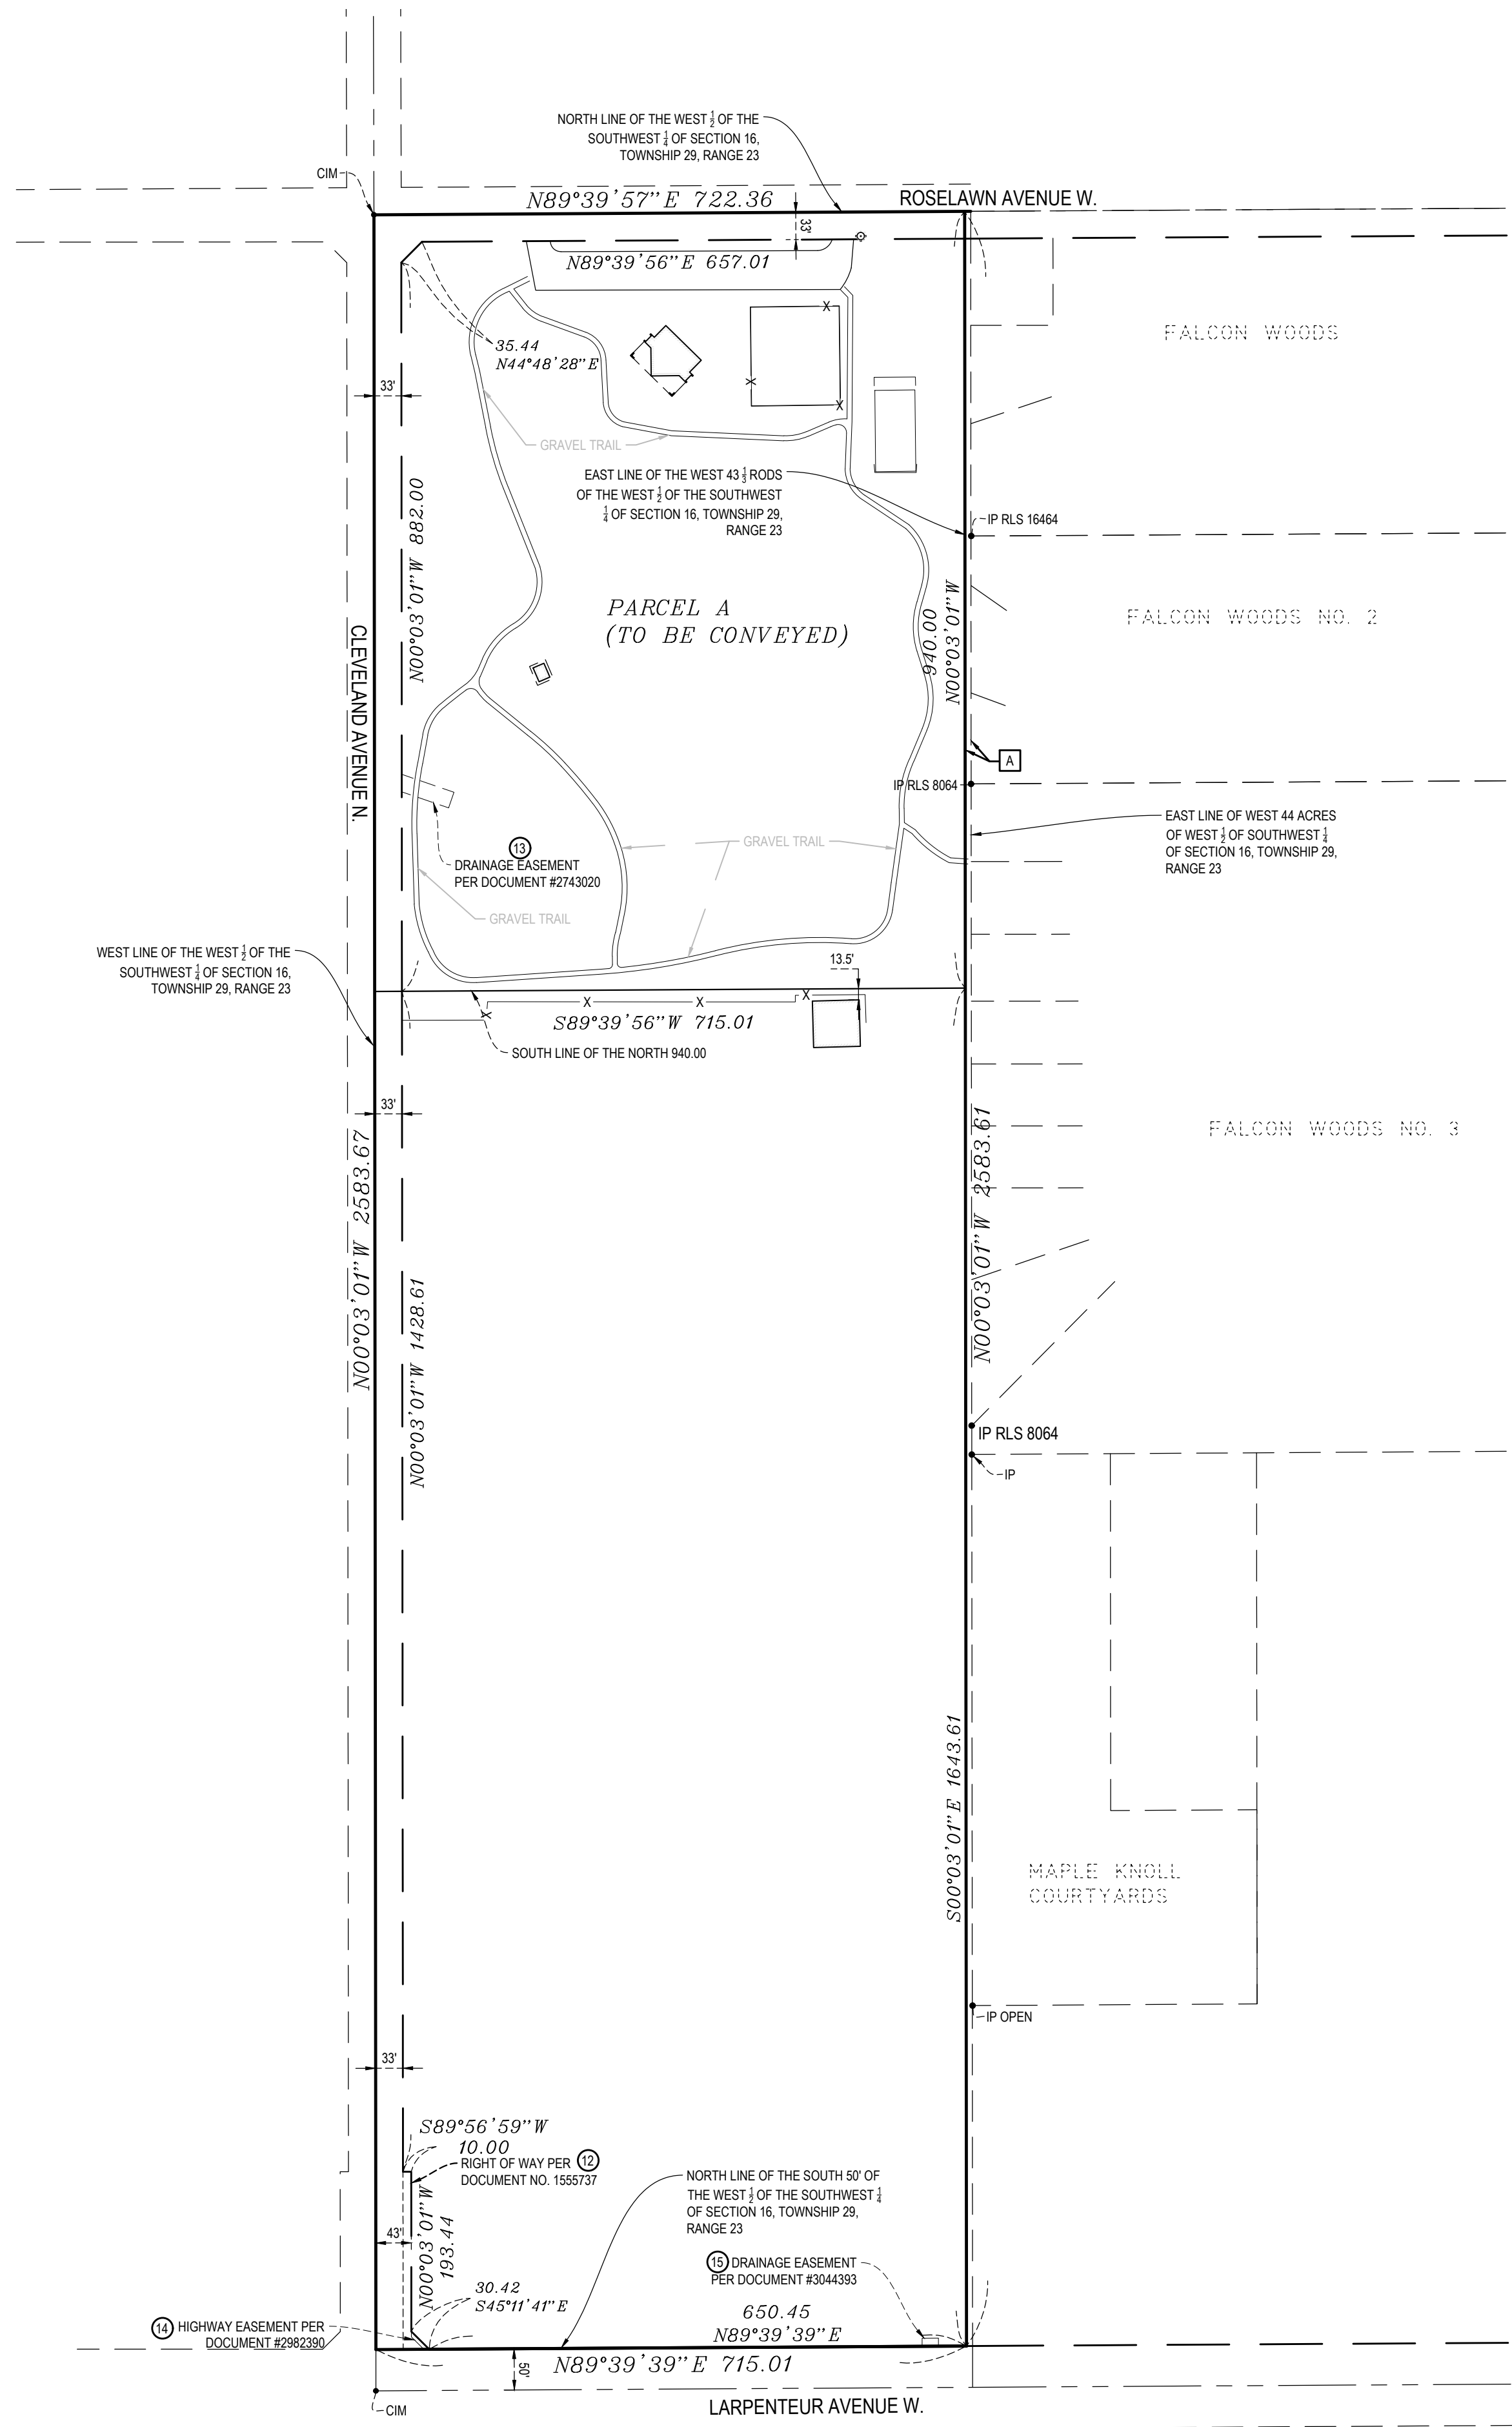 NORTH LINE OF THE WEST 1/2 OF THE
SOUTHWEST 1/4 OF SECTION 16,
TOWNSHIP 29, RANGE 23
CIM
N89°39'57"E 722.36
ROSELAWN AVENUE W.
33'
N89°39'56"E 657.01
35.44
N44°48'28"E
FALCON WOODS
33'
GRAVEL TRAIL
EAST LINE OF THE WEST 43 1/3 RODS
OF THE WEST 1/2 OF THE SOUTHWEST
1/4 OF SECTION 16, TOWNSHIP 29,
RANGE 23
IP RLS 16464
N00°03'01"W 882.00
N00°03'01"W
940.00
PARCEL A
(TO BE CONVEYED)
FALCON WOODS NO. 2
CLEVELAND AVENUE N.
A
IP RLS 8064
EAST LINE OF WEST 44 ACRES
OF WEST 1/2 OF SOUTHWEST 1/4
OF SECTION 16, TOWNSHIP 29,
RANGE 23
13
DRAINAGE EASEMENT
PER DOCUMENT #2743020
GRAVEL TRAIL
GRAVEL TRAIL
WEST LINE OF THE WEST 1/2 OF THE
SOUTHWEST 1/4 OF SECTION 16,
TOWNSHIP 29, RANGE 23
13.5'
X
X
X
X
X
X
X
S89°39'56"W 715.01
SOUTH LINE OF THE NORTH 940.00
33'
N00°03'01"W 2583.67
N00°03'01"W 2583.61
FALCON WOODS NO. 3
N00°03'01"W 1428.61
IP RLS 8064
IP
S00°03'01"E 1643.61
MAPLE KNOLL
COURTYARDS
IP OPEN
33'
S89°56'59"W
10.00
RIGHT OF WAY PER 12
DOCUMENT NO. 1555737
NORTH LINE OF THE SOUTH 50' OF
THE WEST 1/2 OF THE SOUTHWEST 1/4
OF SECTION 16, TOWNSHIP 29,
RANGE 23
43'
N00°03'01"W
193.44
15 DRAINAGE EASEMENT
PER DOCUMENT #3044393
30.42
S45°11'41"E
14 HIGHWAY EASEMENT PER
DOCUMENT #2982390
650.45
N89°39'39"E
N89°39'39"E 715.01
50'
CIM
LARPENTEUR AVENUE W.